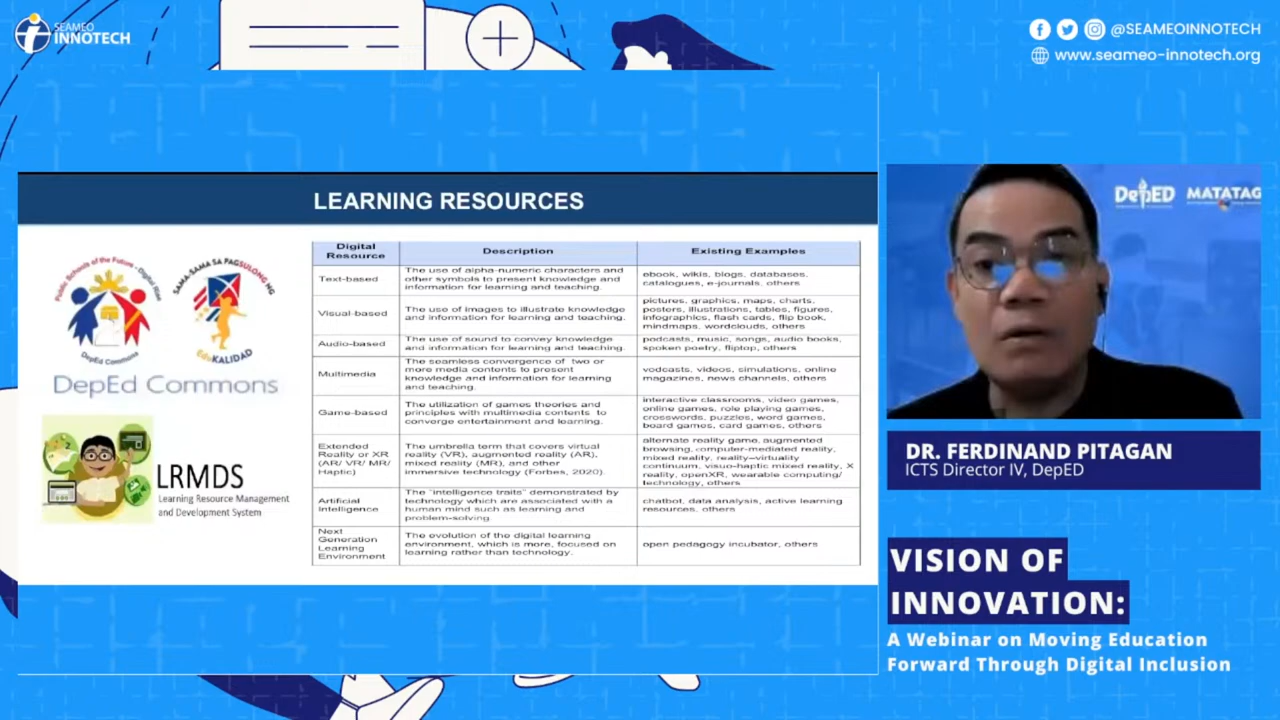 SEAMEO
INNOTECH
@SEAMEOINNOTECH
www.seameo-innotech.org
LEARNING RESOURCES
Public Schools of the Future - Digital Rise
DepEd Commons
SAMA-SAMA SA PAGSULONG NG
EduKALIDAD
DepEd Commons
LRMDS
Learning Resource Management
and Development System
Digital
Resource
Description
Existing Examples
Text-based
The use of alpha-numeric characters and
other symbols to present knowledge and
information for learning and teaching.
ebook, wikis, blogs, databases,
catalogues, e-journals, others
Visual-based
The use of images to illustrate knowledge
and information for learning and teaching.
pictures, graphics, maps, charts,
posters, illustrations, tables, figures,
infographics, flash cards, flip book,
mindmaps, wordclouds, others
Audio-based
The use of sound to convey knowledge
and information for learning and teaching.
podcasts, music, songs, audio books,
spoken poetry, fliptop, others
Multimedia
The seamless convergence of two or
more media contents to present
knowledge and information for learning
and teaching.
vodcasts, videos, simulations, online
magazines, news channels, others
Game-based
The utilization of games theories and
principles with multimedia contents to
converge entertainment and learning.
interactive classrooms, video games,
online games, role playing games,
crosswords, puzzles, word games,
board games, card games, others
Extended
Reality or XR
(AR/ VR/ MR/
Haptic)
The umbrella term that covers virtual
reality (VR), augmented reality (AR),
mixed reality (MR), and other
immersive technology (Forbes, 2020).
alternate reality game, augmented
browsing, computer-mediated reality,
mixed reality, reality-virtuality
continuum, visuo-haptic mixed reality, X
reality, openXR, wearable computing/
technology, others
Artificial
Intelligence
The "intelligence traits" demonstrated by
technology which are associated with a
human mind such as learning and
problem-solving.
chatbot, data analysis, active learning
resources, others
Next
Generation
Learning
Environment
The evolution of the digital learning
environment, which is more, focused on
learning rather than technology.
open pedagogy incubator, others
DepED MATATAG
DR. FERDINAND PITAGAN
ICTS Director IV, DepED
VISION OF
INNOVATION:
A Webinar on Moving Education
Forward Through Digital Inclusion